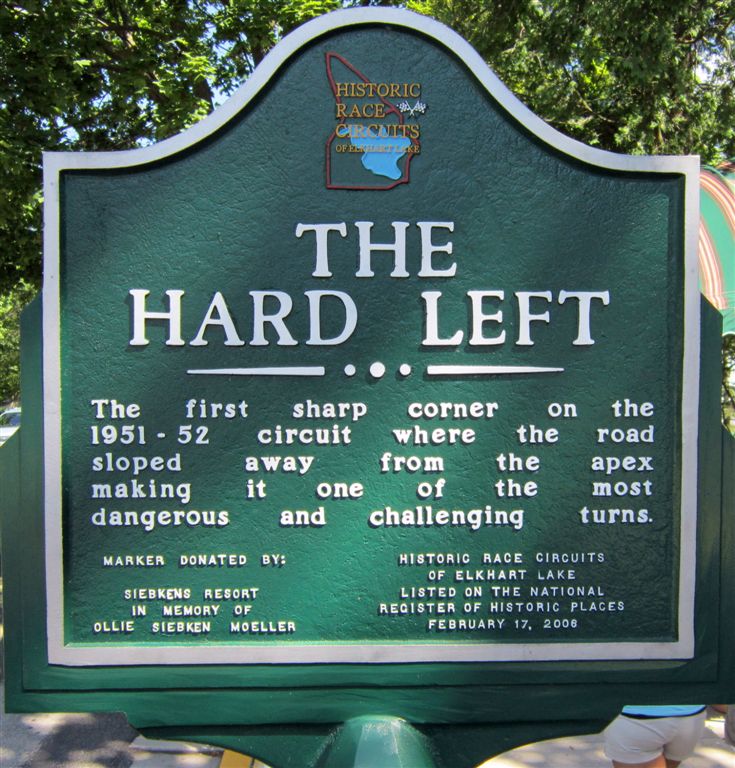 HISTORIC
RACE
CIRCUITS
OF ELKHART LAKE
THE
HARD LEFT
The first sharp corner on the
1951 - 52 circuit where the road
sloped away from the apex
making it one of the most
dangerous and challenging turns.
MARKER DONATED BY:
SIEBKENS RESORT
IN MEMORY OF
OLLIE SIEBKEN MOELLER
HISTORIC RACE CIRCUITS
OF ELKHART LAKE
LISTED ON THE NATIONAL
REGISTER OF HISTORIC PLACES
FEBRUARY 17, 2006